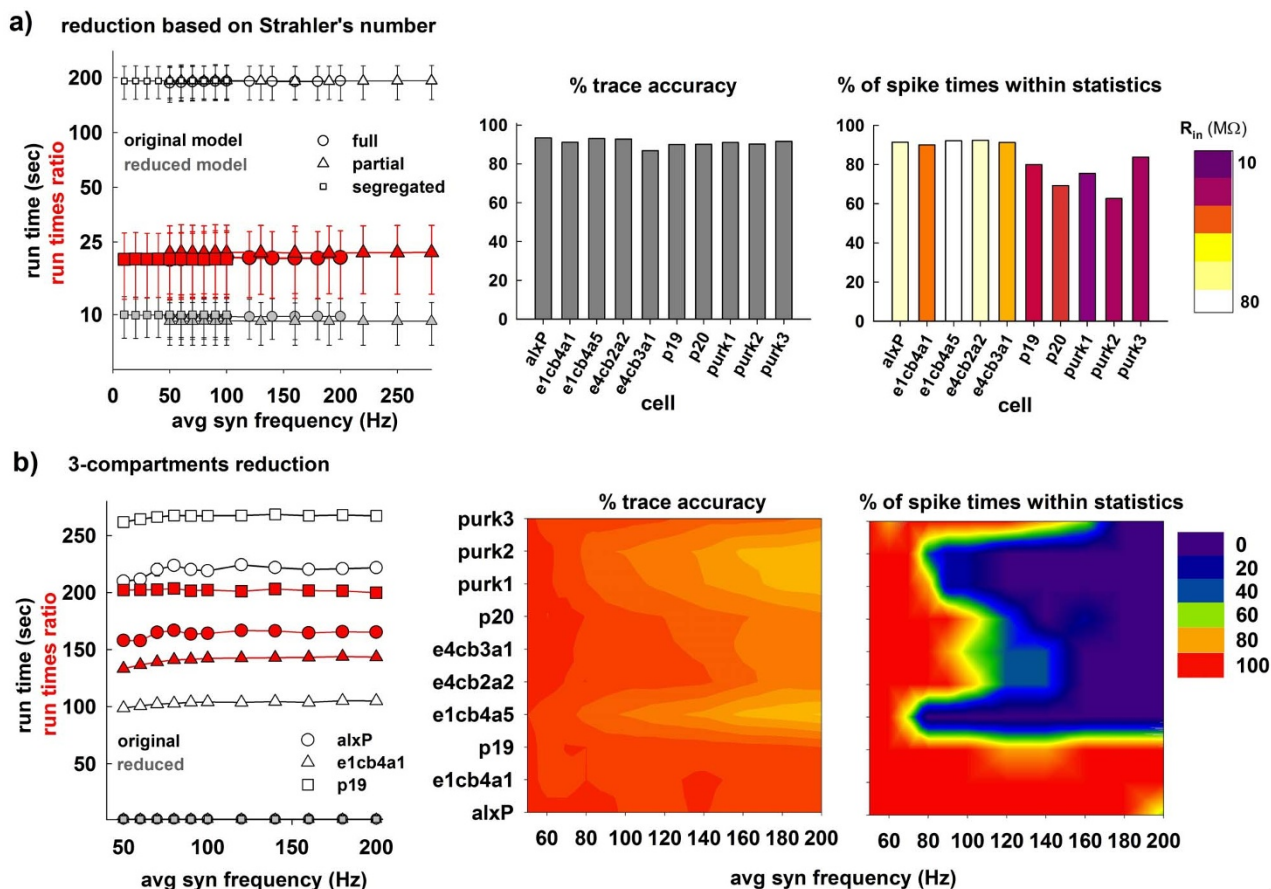 a) reduction based on Strahler's number
run time (sec)
run times ratio
200
100
50
25
10
original model
reduced model
full
partial
segregated
0 50 100 150 200 250
avg syn frequency (Hz)
% trace accuracy
100
80
60
40
20
0
alxP
e1cb4a1
e1cb4a5
e4cb2a2
e4cb3a1
p19
p20
purk1
purk2
purk3
cell
% of spike times within statistics
100
80
60
40
20
0
alxP
e1cb4a1
e1cb4a5
e4cb2a2
e4cb3a1
p19
p20
purk1
purk2
purk3
cell
Rin (MΩ)
10
80
b) 3-compartments reduction
run time (sec)
run times ratio
250
200
150
100
50
original
reduced
alxP
e1cb4a1
p19
50 100 150 200
avg syn frequency (Hz)
% trace accuracy
purk3
purk2
purk1
p20
e4cb3a1
e4cb2a2
e1cb4a5
p19
e1cb4a1
alxP
60 80 100 120 140 160 180 200
% of spike times within statistics
60 80 100 120 140 160 180 200
avg syn frequency (Hz)
0
20
40
60
80
100